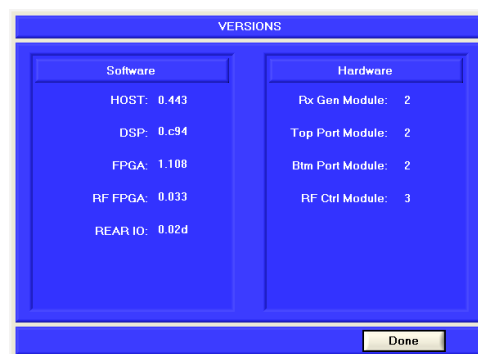 VERSIONS
Software
HOST: 0.443
DSP: 0.c94
FPGA: 1.108
RF FPGA: 0.033
REAR IO: 0.02d
Hardware
Rx Gen Module: 2
Top Port Module: 2
Btm Port Module: 2
RF Ctrl Module: 3
Done